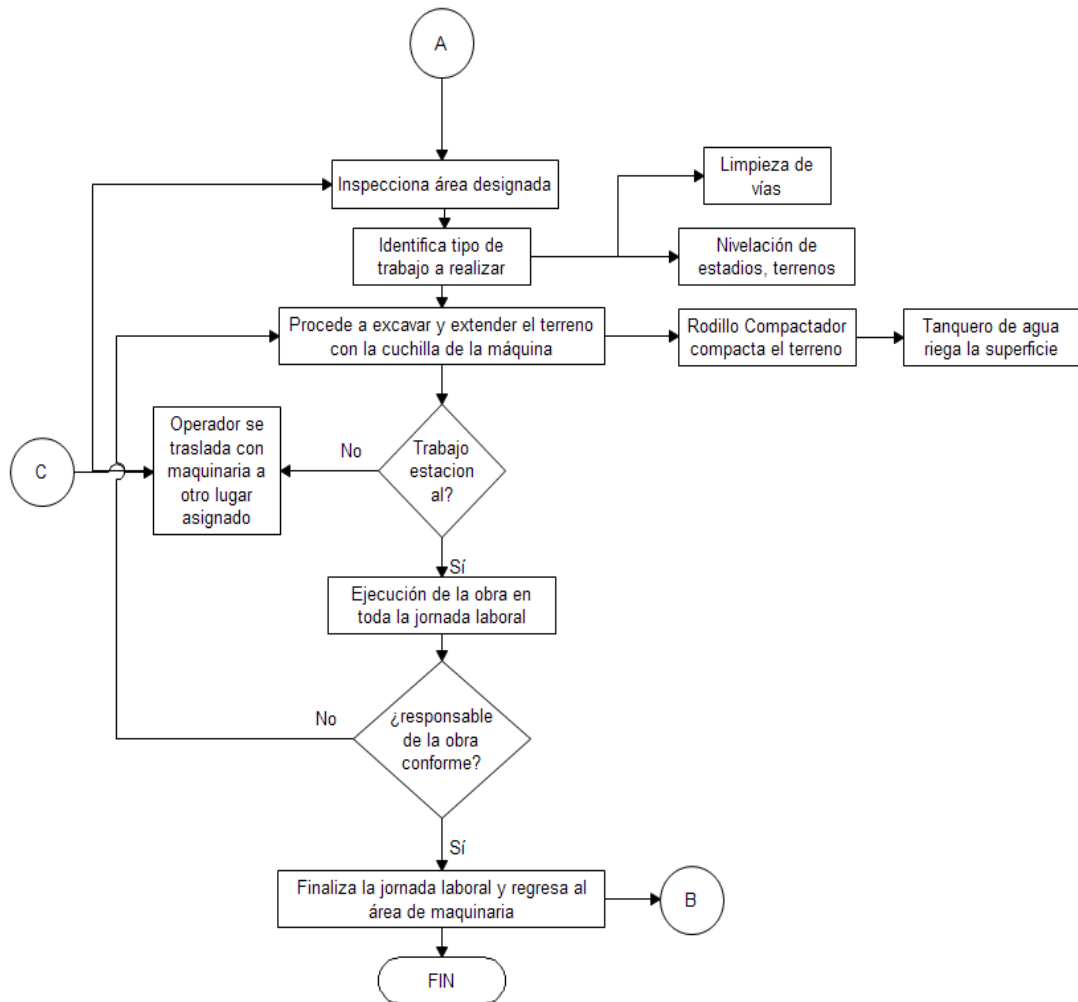 A
Inspecciona área designada
Limpieza de
vías
Identifica tipo de
trabajo a realizar
Nivelación de
estadios, terrenos
Procede a excavar y extender el terreno
con la cuchilla de la máquina
Rodillo Compactador
compacta el terreno
Tanquero de agua
riega la superficie
C
Operador se
traslada con
maquinaria a
otro lugar
asignado
No
Trabajo
estacion
al?
Sí
Ejecución de la obra en
toda la jornada laboral
No
¿responsable
de la obra
conforme?
Sí
Finaliza la jornada laboral y regresa al
área de maquinaria
B
FIN